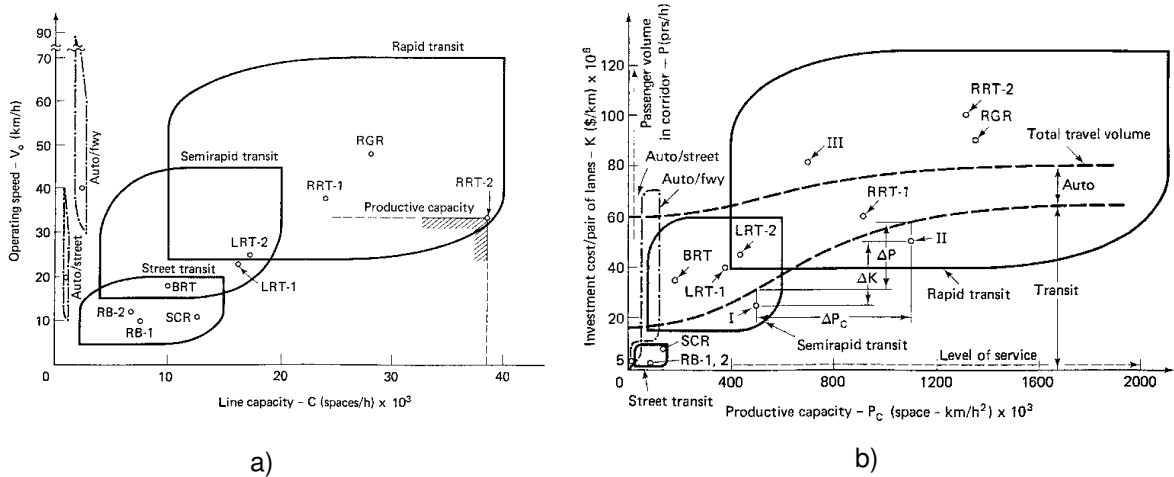 90
80
70
60
50
40
30
20
10
0
10
20
30
40
Operating speed – Vo (km/h)
Line capacity – C (spaces/h) × 10³
Rapid transit
Auto/fwy
Semirapid transit
RGR
RRT-1
RRT-2
Productive capacity
Auto/street
LRT-2
LRT-1
Street transit
BRT
RB-2
RB-1
SCR
a)
120
100
80
60
40
20
5
0
400
800
1200
1600
2000
Investment cost/pair of lanes – K ($/km) × 10⁶
Passenger volume
in corridor – P(prs/h)
Productive capacity – PC (space - km/h²) × 10³
RRT-2
RGR
III
Total travel volume
Auto/street
Auto/fwy
RRT-1
Auto
LRT-2
BRT
II
ΔP
ΔK
LRT-1
Rapid transit
Transit
I
ΔPC
Semirapid transit
SCR
RB-1, 2
Level of service
Street transit
b)